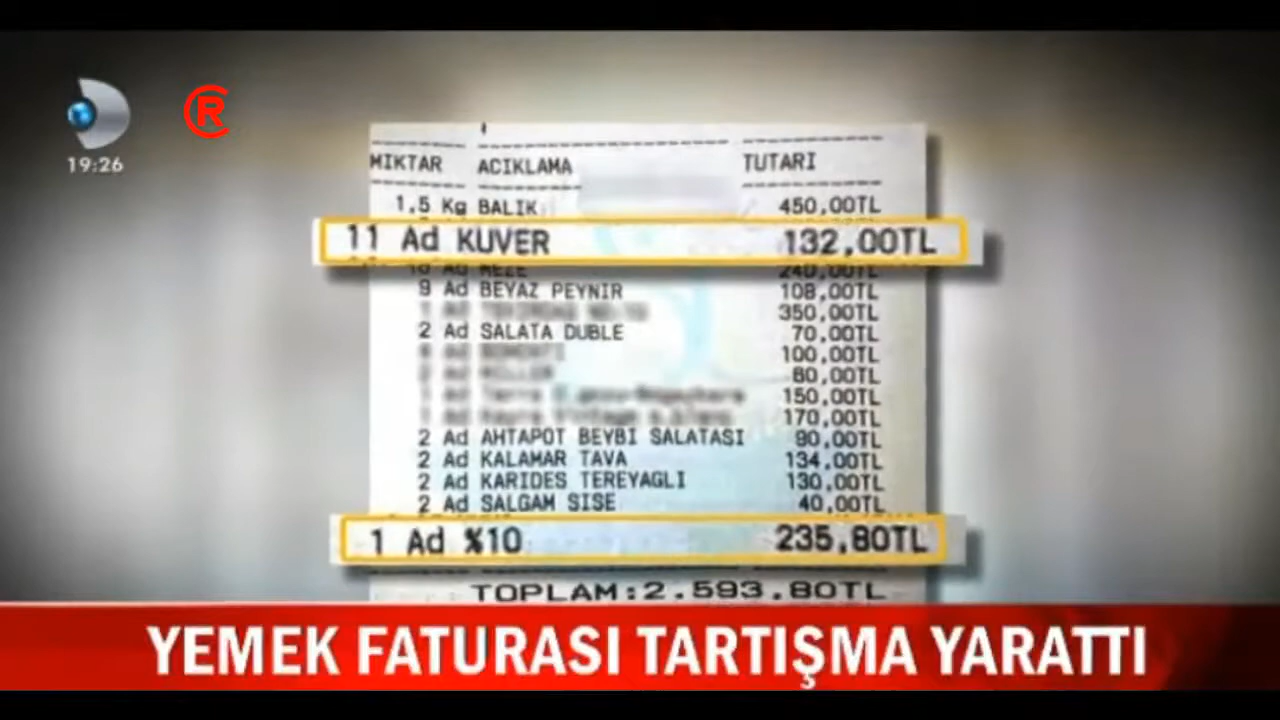 19:26
R
MIKTAR ACIKLAMA TUTARI
1,5 Kg BALIK 450,00TL
11 Ad KUVER 132,00TL
Ad MEZE 240,00TL
9 Ad BEYAZ PEYNIR 108,00TL
350,00TL
2 Ad SALATA DUBLE 70,00TL
100,00TL
80,00TL
150,00TL
170,00TL
2 Ad AHTAPOT BEYBI SALATASI 90,00TL
2 Ad KALAMAR TAVA 134,00TL
2 Ad KARIDES TEREYAGLI 130,00TL
2 Ad SALGAM SISE 40,00TL
1 Ad %10 235,80TL
TOPLAM:2.593,80TL
YEMEK FATURASI TARTIŞMA YARATTI